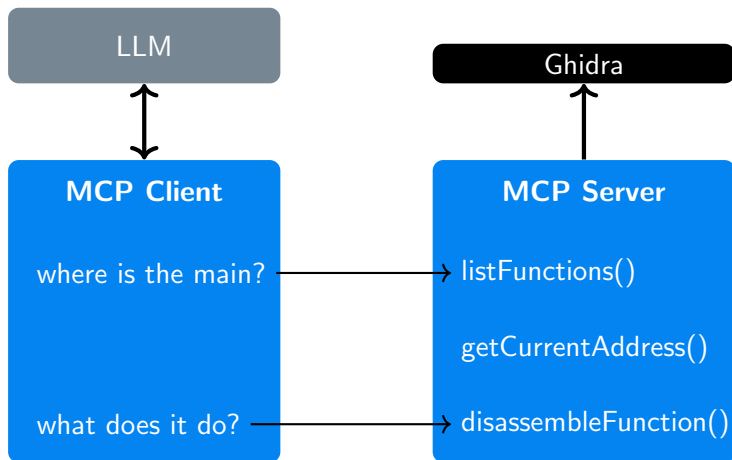 LLM
Ghidra
MCP Client
MCP Server
where is the main?
listFunctions()
getCurrentAddress()
what does it do?
disassembleFunction()